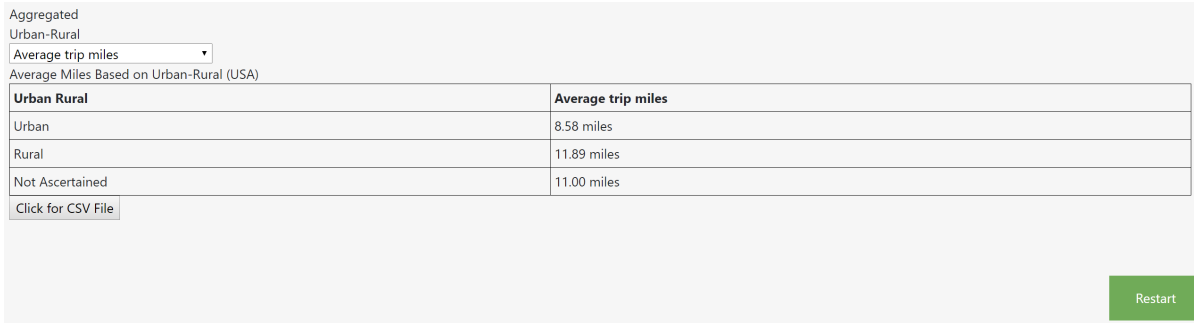 Aggregated
Urban-Rural
Average trip miles
Average Miles Based on Urban-Rural (USA)
Urban Rural Average trip miles
Urban 8.58 miles
Rural 11.89 miles
Not Ascertained 11.00 miles
Click for CSV File
Restart